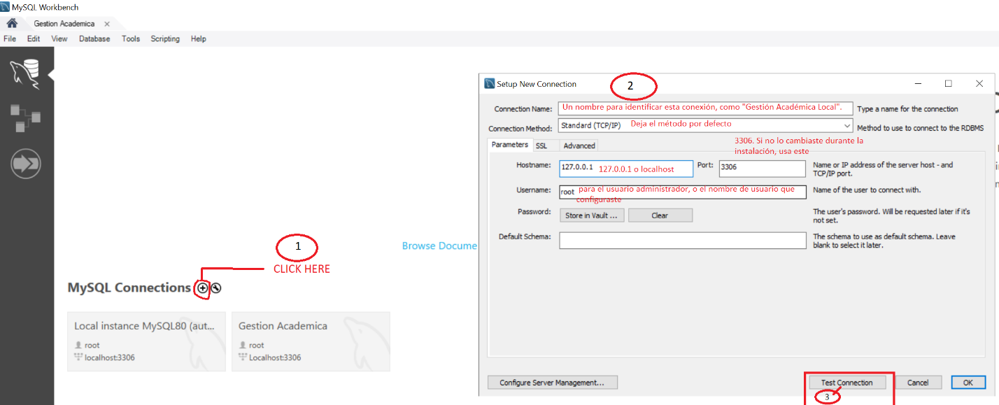 MySQL Workbench
Gestion Academica
File Edit View Database Tools Scripting Help
Browse Docume
1
CLICK HERE
MySQL Connections
Local instance MySQL80 (aut...
root
localhost:3306
Gestion Academica
root
Localhost:3306
Setup New Connection
2
Connection Name: Un nombre para identificar esta conexión, como "Gestión Académica Local". Type a name for the connection
Connection Method: Standard (TCP/IP) Deja el método por defecto Method to use to connect to the RDBMS
Parameters SSL Advanced
3306. Si no lo cambiaste durante la
instalación, usa este
Hostname: 127.0.0.1 127.0.0.1 o localhost Port: 3306 Name or IP address of the server host - and
TCP/IP port.
Username: root para el usuario administrador, o el nombre de usuario que
configuraste
Name of the user to connect with.
Password: Store in Vault ... Clear The user's password. Will be requested later if it's
not set.
Default Schema: The schema to use as default schema. Leave
blank to select it later.
Configure Server Management... Test Connection Cancel OK
3